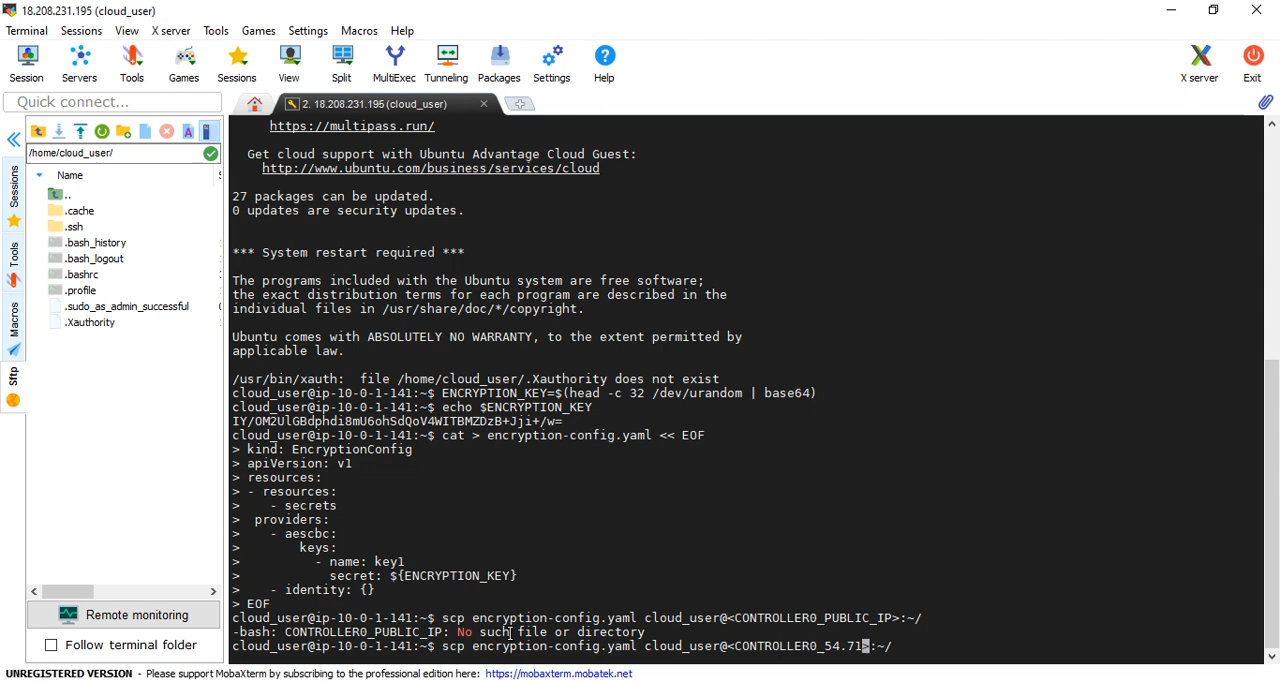 18.208.231.195 (cloud_user)
Terminal Sessions View X server Tools Games Settings Macros Help
Session Servers Tools Games Sessions View Split MultiExec Tunneling Packages Settings Help X server Exit
Quick connect...
2. 18.208.231.195 (cloud_user)
/home/cloud_user/
Name
..
.cache
.ssh
.bash_history
.bash_logout
.bashrc
.profile
.sudo_as_admin_successful
.Xauthority
Sessions
Tools
Macros
Sftp
Remote monitoring
Follow terminal folder
https://multipass.run/
Get cloud support with Ubuntu Advantage Cloud Guest:
http://www.ubuntu.com/business/services/cloud
27 packages can be updated.
0 updates are security updates.
*** System restart required ***
The programs included with the Ubuntu system are free software;
the exact distribution terms for each program are described in the
individual files in /usr/share/doc/*/copyright.
Ubuntu comes with ABSOLUTELY NO WARRANTY, to the extent permitted by
applicable law.
/usr/bin/xauth:  file /home/cloud_user/.Xauthority does not exist
cloud_user@ip-10-0-1-141:~$ ENCRYPTION_KEY=$(head -c 32 /dev/urandom | base64)
cloud_user@ip-10-0-1-141:~$ echo $ENCRYPTION_KEY
IY/OM2UlGBdphdi8mU6ohSdQoV4WITBMZDzB+Jji+/w=
cloud_user@ip-10-0-1-141:~$ cat > encryption-config.yaml << EOF
> kind: EncryptionConfig
> apiVersion: v1
> resources:
> - resources:
>     - secrets
>   providers:
>     - aescbc:
>         keys:
>           - name: key1
>             secret: ${ENCRYPTION_KEY}
>     - identity: {}
> EOF
cloud_user@ip-10-0-1-141:~$ scp encryption-config.yaml cloud_user@<CONTROLLER0_PUBLIC_IP>:~/
-bash: CONTROLLER0_PUBLIC_IP: No such file or directory
cloud_user@ip-10-0-1-141:~$ scp encryption-config.yaml cloud_user@<CONTROLLER0_54.71>:~/
UNREGISTERED VERSION - Please support MobaXterm by subscribing to the professional edition here: https://mobaxterm.mobatek.net